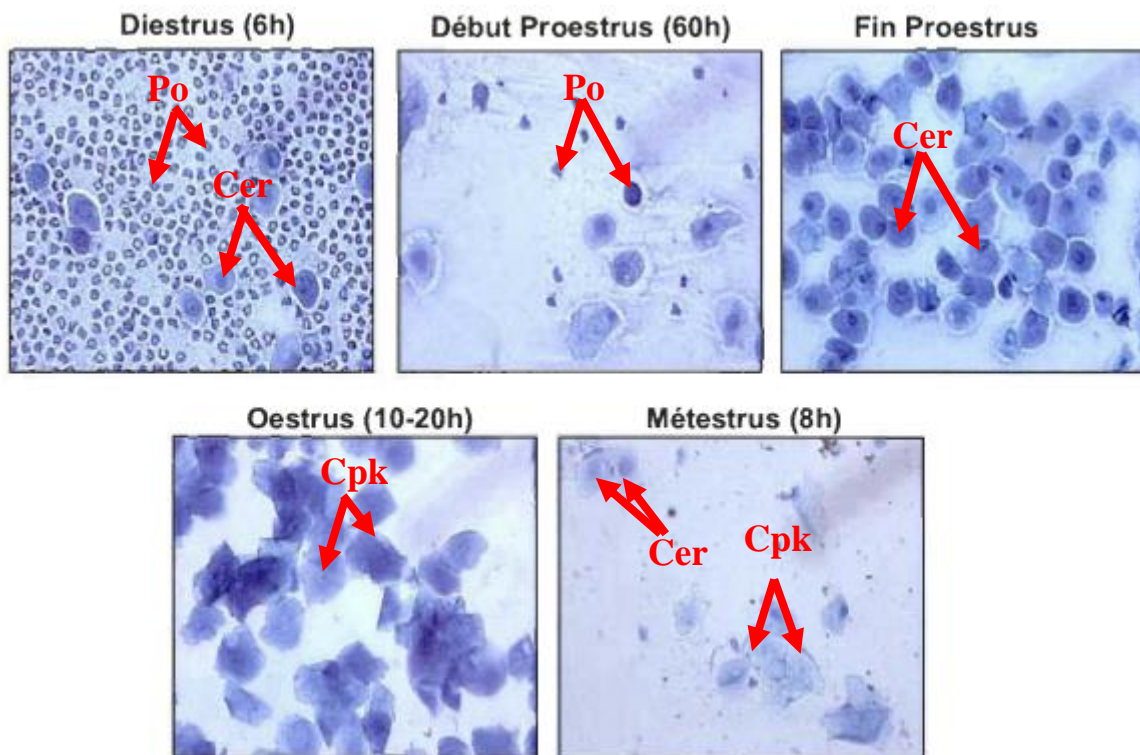 Diestrus (6h)
Début Proestrus (60h)
Fin Proestrus
Po
Po
Cer
Cer
Oestrus (10-20h)
Métestrus (8h)
Cpk
Cer
Cpk